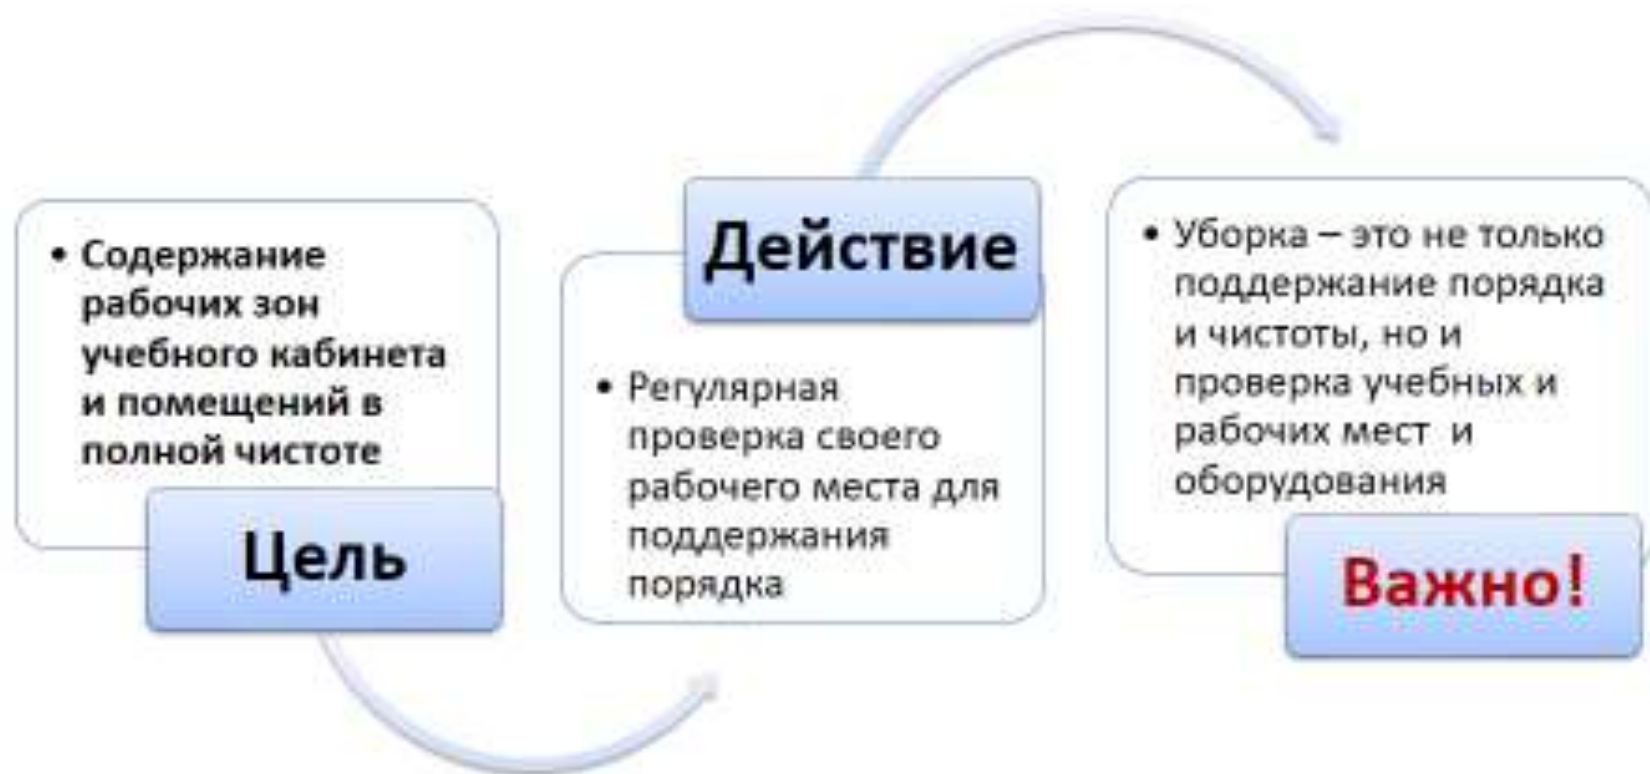 • Содержание
рабочих зон
учебного кабинета
и помещений в
полной чистоте
Цель
Действие
• Регулярная
проверка своего
рабочего места для
поддержания
порядка
• Уборка – это не только
поддержание порядка
и чистоты, но и
проверка учебных и
рабочих мест и
оборудования
Важно!